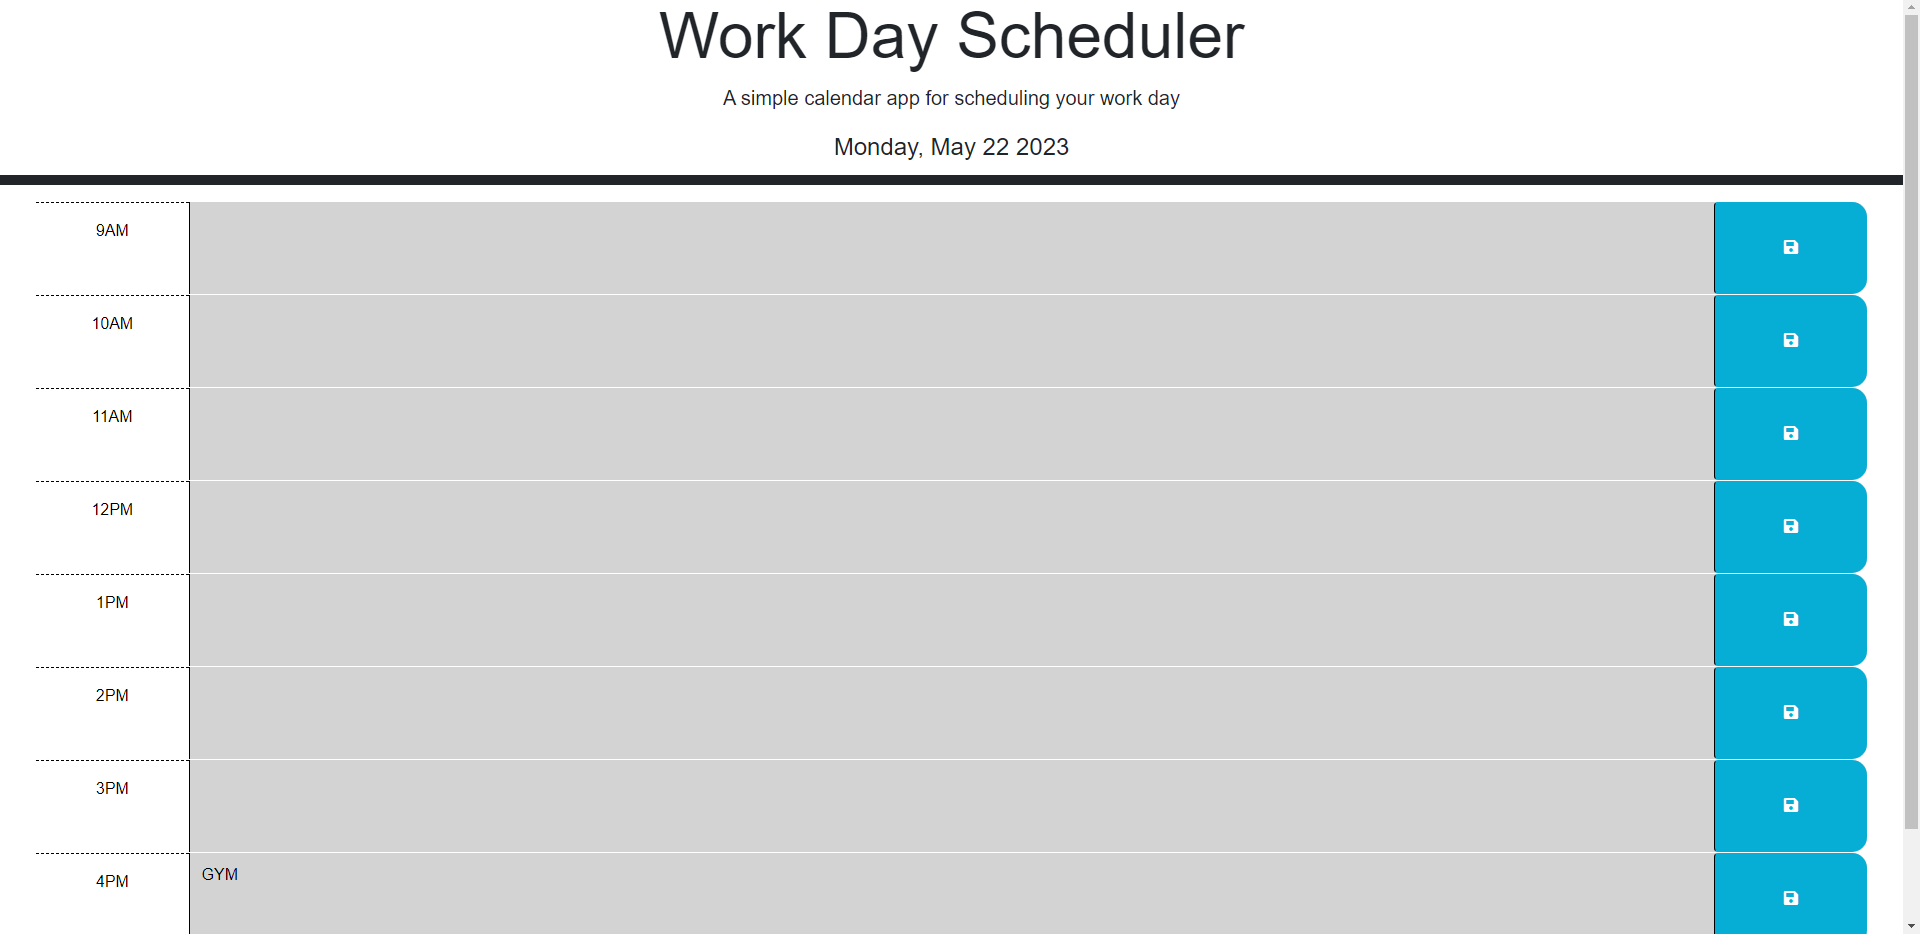 Work Day Scheduler
A simple calendar app for scheduling your work day
Monday, May 22 2023
9AM
10AM
11AM
12PM
1PM
2PM
3PM
4PM
GYM